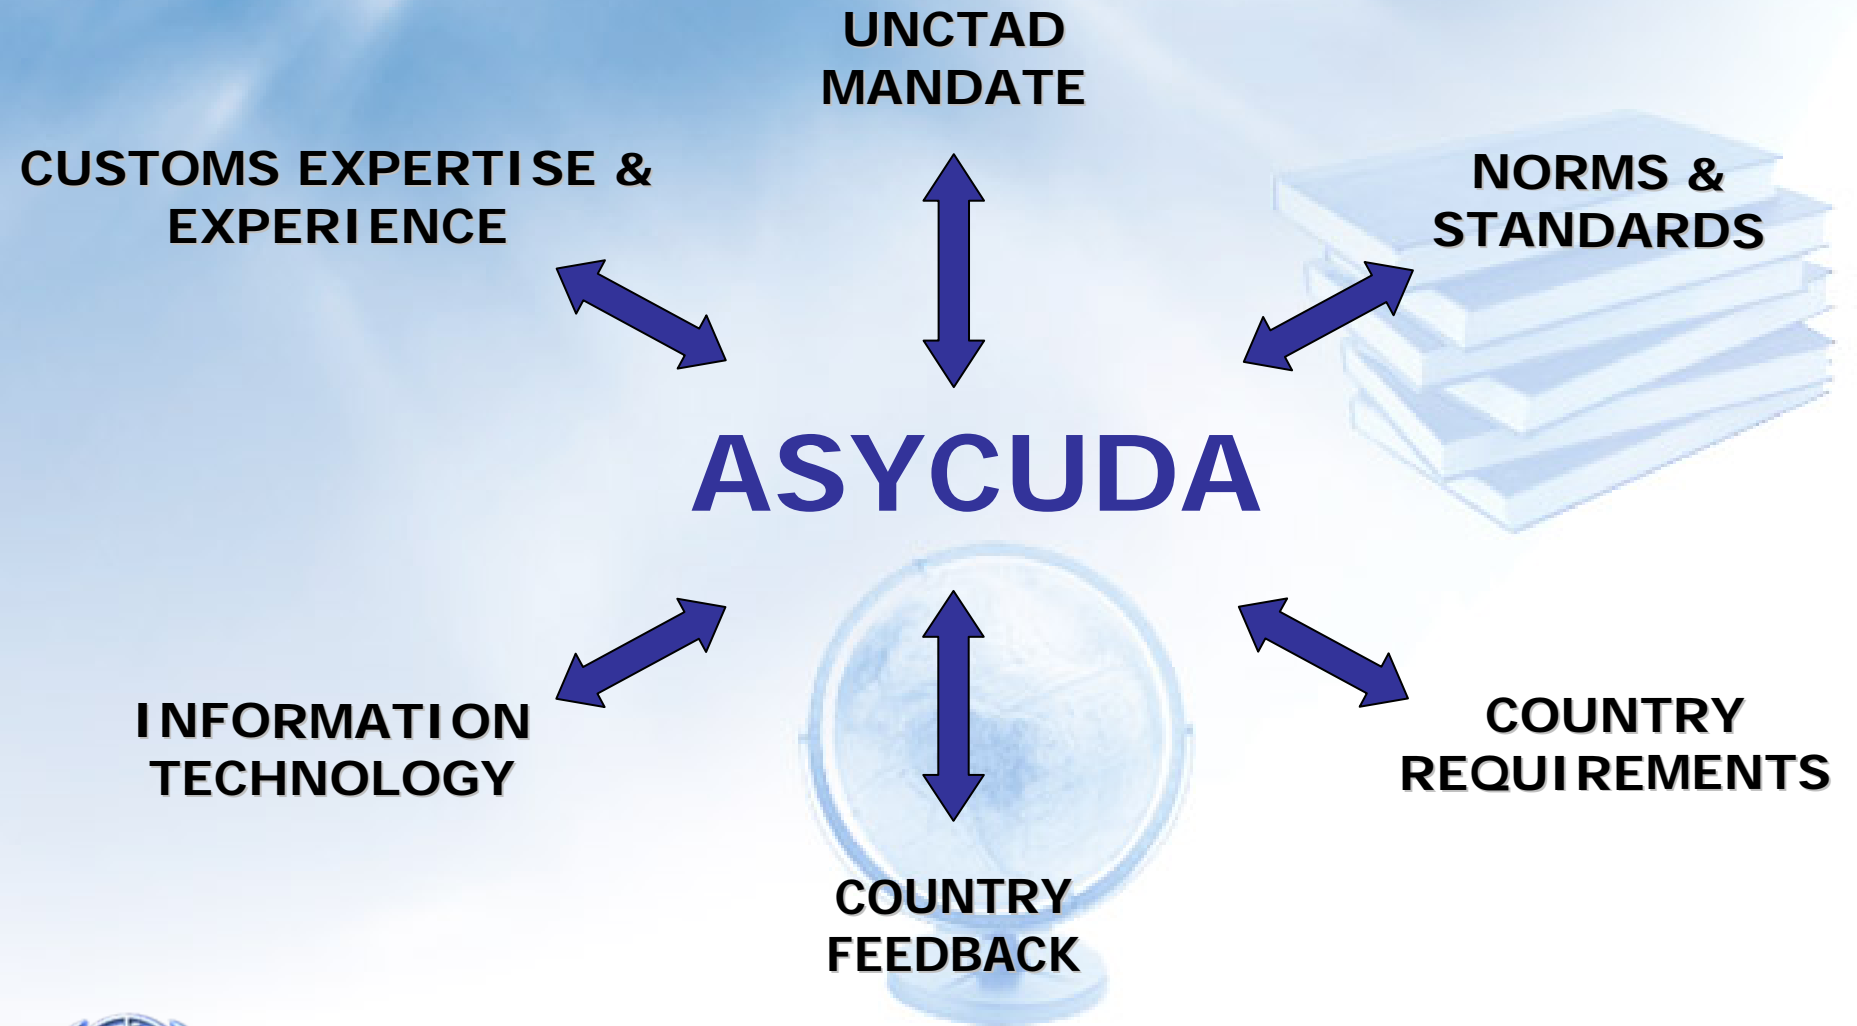 UNCTAD
MANDATE
CUSTOMS EXPERTISE &
EXPERIENCE
NORMS &
STANDARDS
ASYCUDA
INFORMATION
TECHNOLOGY
COUNTRY
REQUIREMENTS
COUNTRY
FEEDBACK